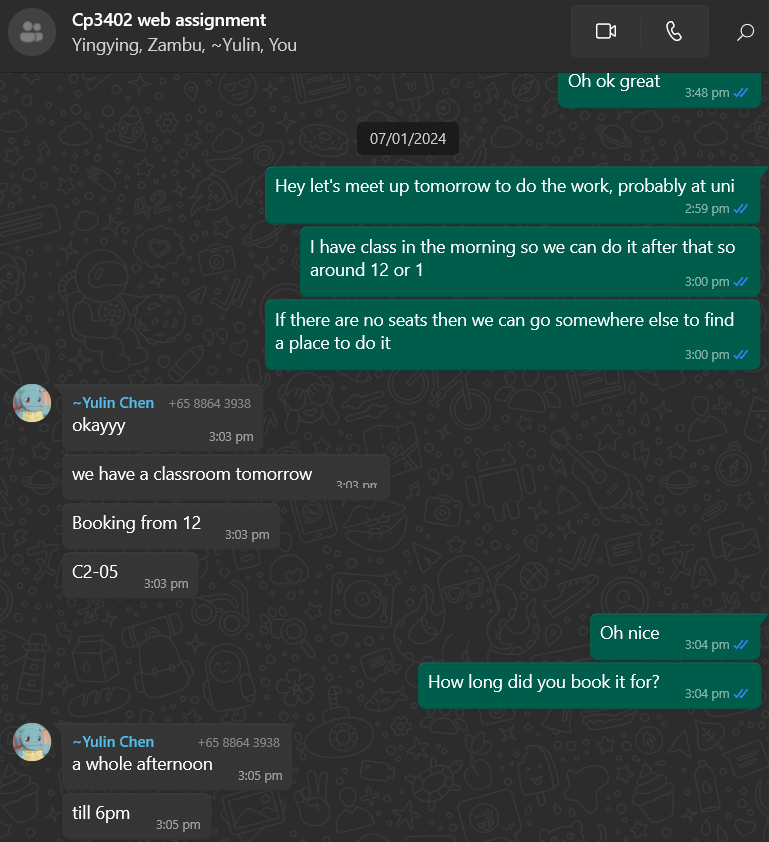 Cp3402 web assignment
Yingying, Zambu, ~Yulin, You
Oh ok great
3:48 pm
07/01/2024
Hey let's meet up tomorrow to do the work, probably at uni
2:59 pm
I have class in the morning so we can do it after that so
around 12 or 1
3:00 pm
If there are no seats then we can go somewhere else to find
a place to do it
3:00 pm
~Yulin Chen +65 8864 3938
okayyy
3:03 pm
we have a classroom tomorrow
3:03 pm
Booking from 12
3:03 pm
C2-05
3:03 pm
Oh nice
3:04 pm
How long did you book it for?
3:04 pm
~Yulin Chen +65 8864 3938
a whole afternoon
3:05 pm
till 6pm
3:05 pm